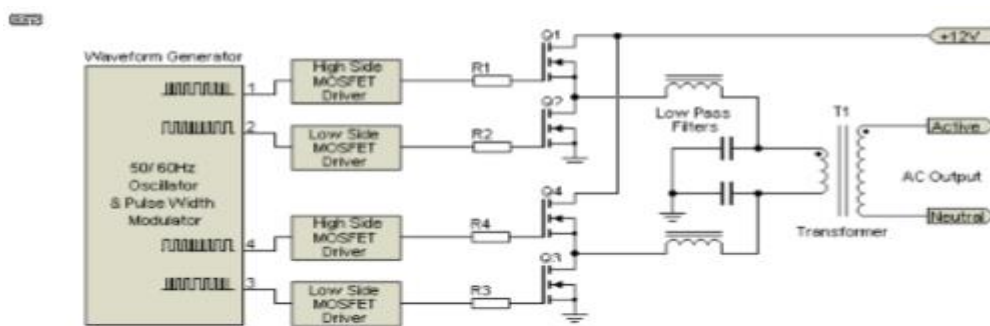 Waveform Generator
1
2
4
3
50/60Hz
Oscillator
& Pulse Width
Modulator
High Side
MOSFET
Driver
Low Side
MOSFET
Driver
High Side
MOSFET
Driver
Low Side
MOSFET
Driver
R1
R2
R4
R3
Q1
Q2
Q4
Q3
+12V
Low Pass
Filters
T1
Transformer
Active
AC Output
Neutral